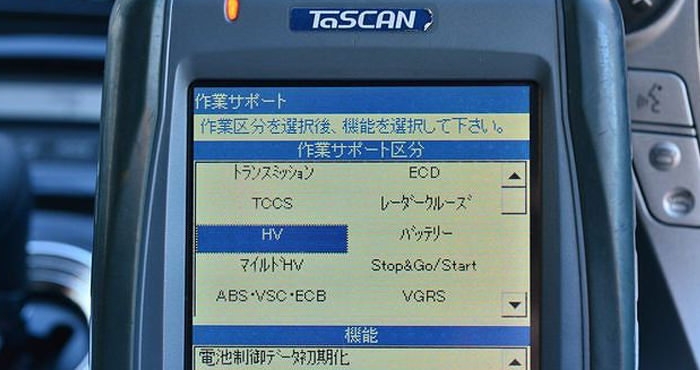 TaSCAN
作業サポート
作業区分を選択後、機能を選択して下さい。
作業サポート区分
トランスミッション ECD
TCCS レーダークルーズ
HV バッテリー
マイルドHV Stop&Go/Start
ABS・VSC・ECB VGRS
機能
電池制御データ初期化